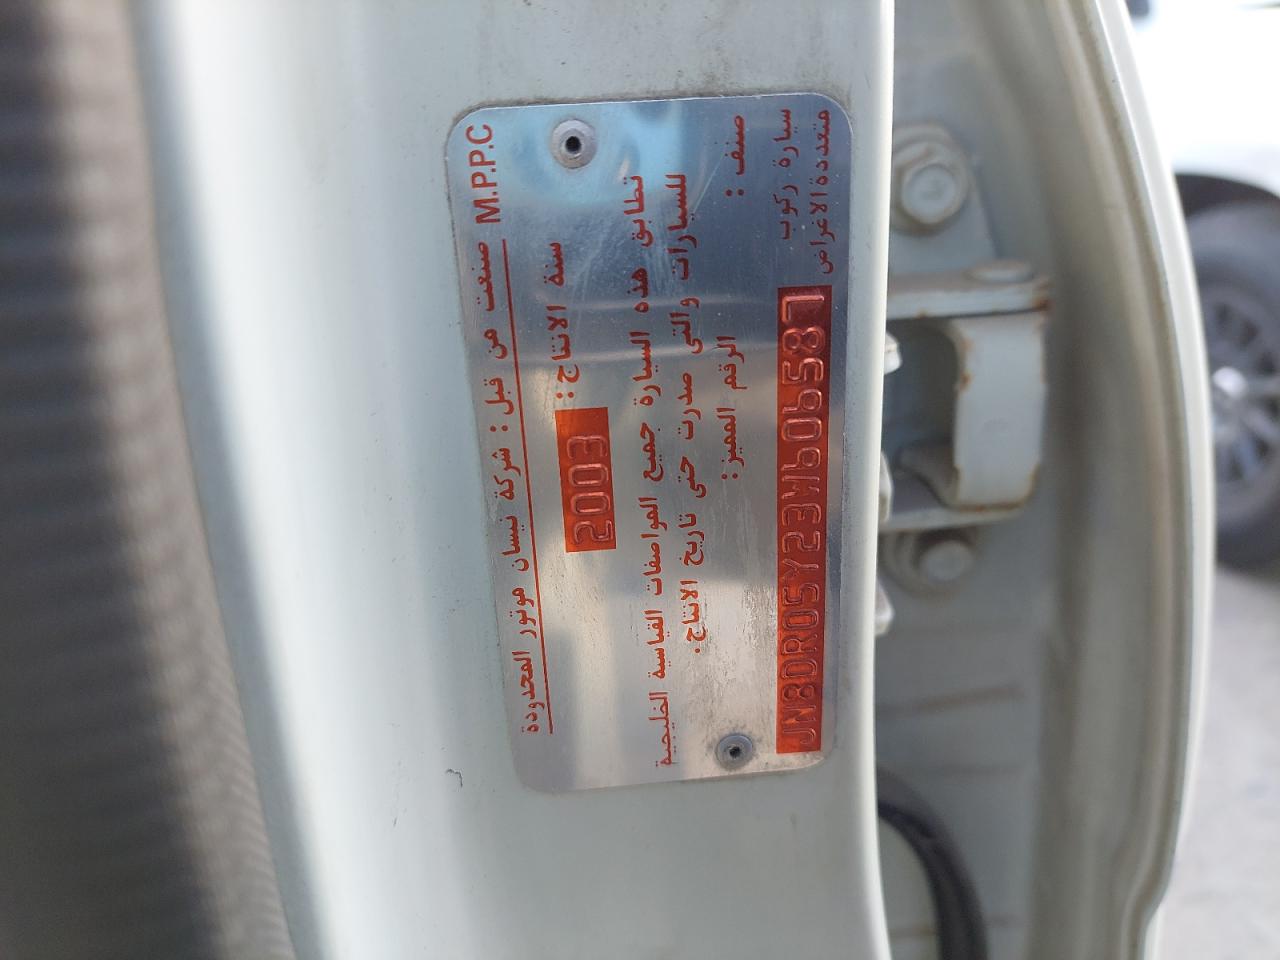 M.P.P.C صنعت من قبل : شركة نيسان موتور المحدودة
سنة الانتاج : 2003
تطابق هذه السيارة جميع المواصفات القياسية الخليجية
للسيارات والتي صدرت حتى تاريخ الانتاج .
صنف : الرقم المميز :
سيارة ركوب
متعددة الاغراض JN8DR05Y23W606587